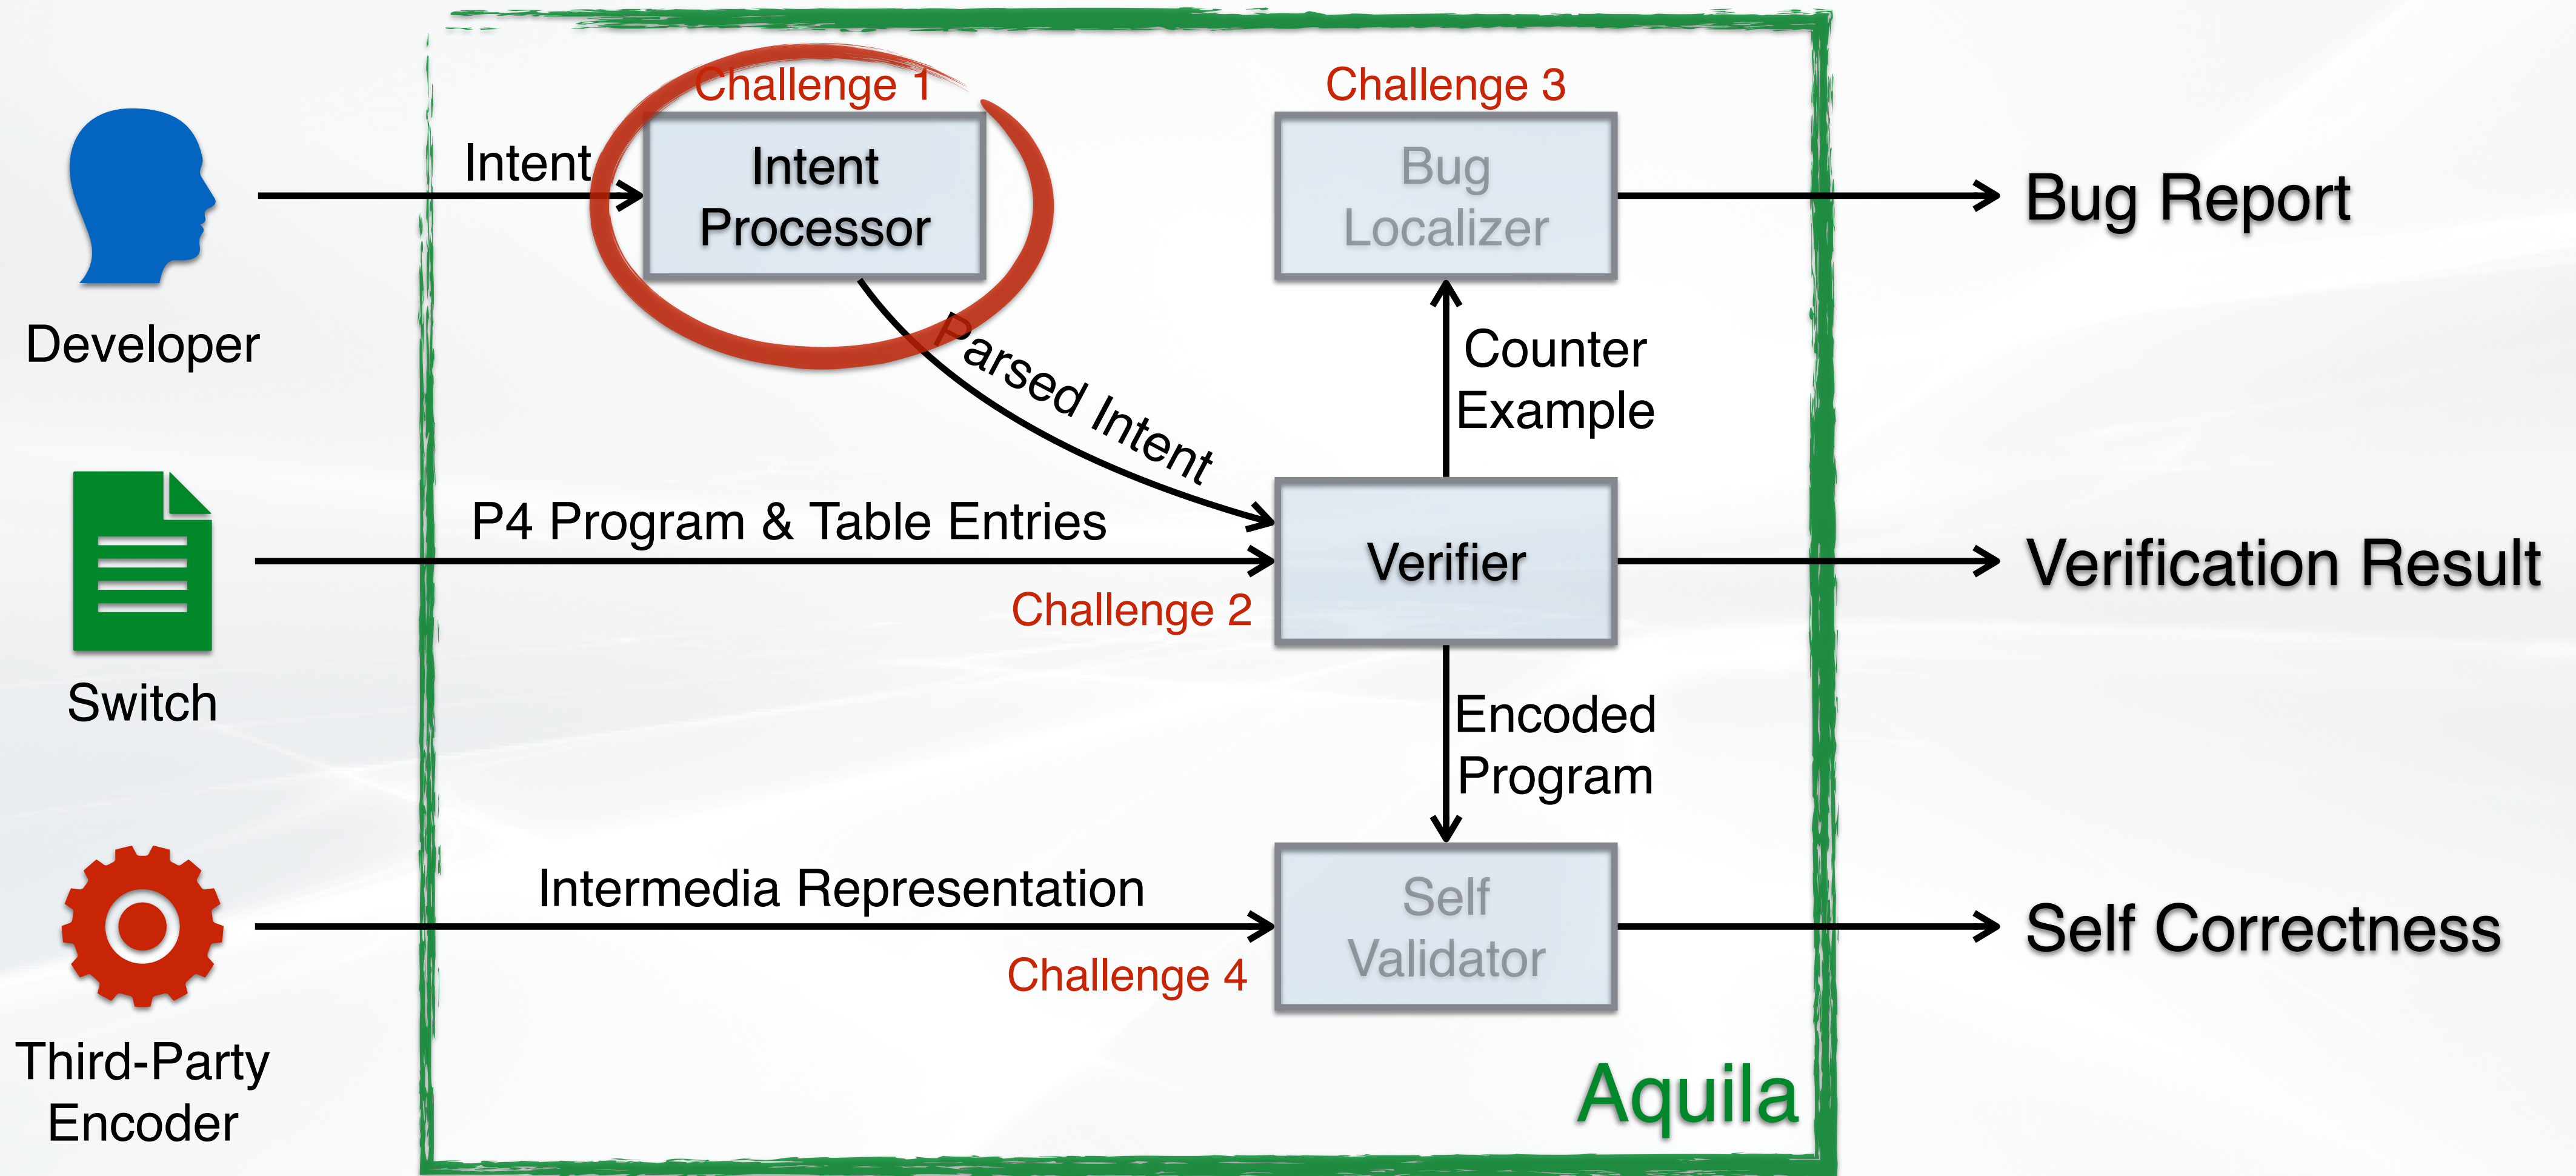 Challenge 1
Challenge 3
Intent
Intent
Processor
Bug
Localizer
Bug Report
Developer
Parsed Intent
Counter
Example
P4 Program & Table Entries
Verifier
Verification Result
Challenge 2
Switch
Encoded
Program
Intermedia Representation
Self
Validator
Self Correctness
Challenge 4
Third-Party
Encoder
Aquila